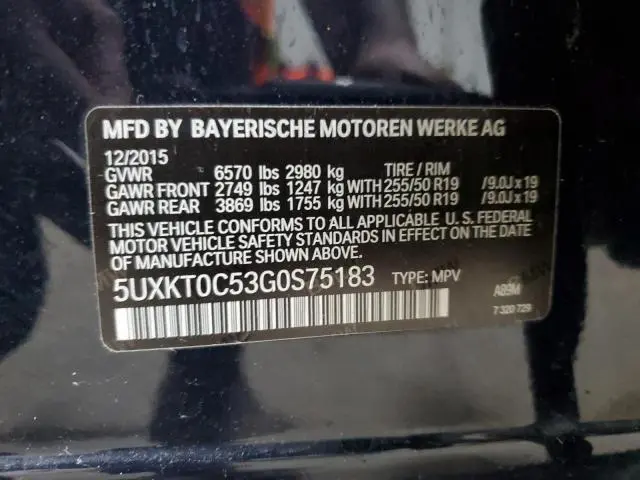 MFD BY BAYERISCHE MOTOREN WERKE AG
12/2015
GVWR 6570 lbs 2980 kg TIRE / RIM
GAWR FRONT 2749 lbs 1247 kg WITH 255/50 R19 /9.0J x 19
GAWR REAR 3869 lbs 1755 kg WITH 255/50 R19 /9.0J x 19
THIS VEHICLE CONFORMS TO ALL APPLICABLE U. S. FEDERAL
MOTOR VEHICLE SAFETY STANDARDS IN EFFECT ON THE
DATE OF MANUFACTURE SHOWN ABOVE.
5UXKT0C53G0S75183 TYPE: MPV
A89M
7 320 729